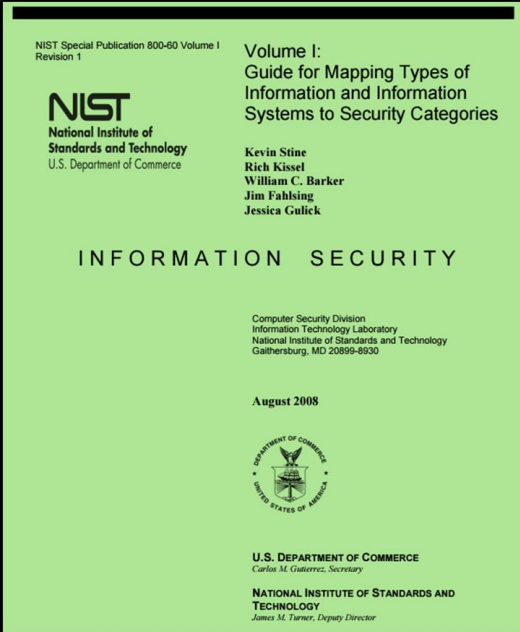 NIST Special Publication 800-60 Volume I
Revision 1
NIST
National Institute of
Standards and Technology
U.S. Department of Commerce
Volume I:
Guide for Mapping Types of
Information and Information
Systems to Security Categories
Kevin Stine
Rich Kissel
William C. Barker
Jim Fahlsing
Jessica Gulick
INFORMATION SECURITY
Computer Security Division
Information Technology Laboratory
National Institute of Standards and Technology
Gaithersburg, MD 20899-8930
August 2008
DEPARTMENT OF COMMERCE
UNITED STATES OF AMERICA
U.S. DEPARTMENT OF COMMERCE
Carlos M. Gutierrez, Secretary
NATIONAL INSTITUTE OF STANDARDS AND
TECHNOLOGY
James M. Turner, Deputy Director